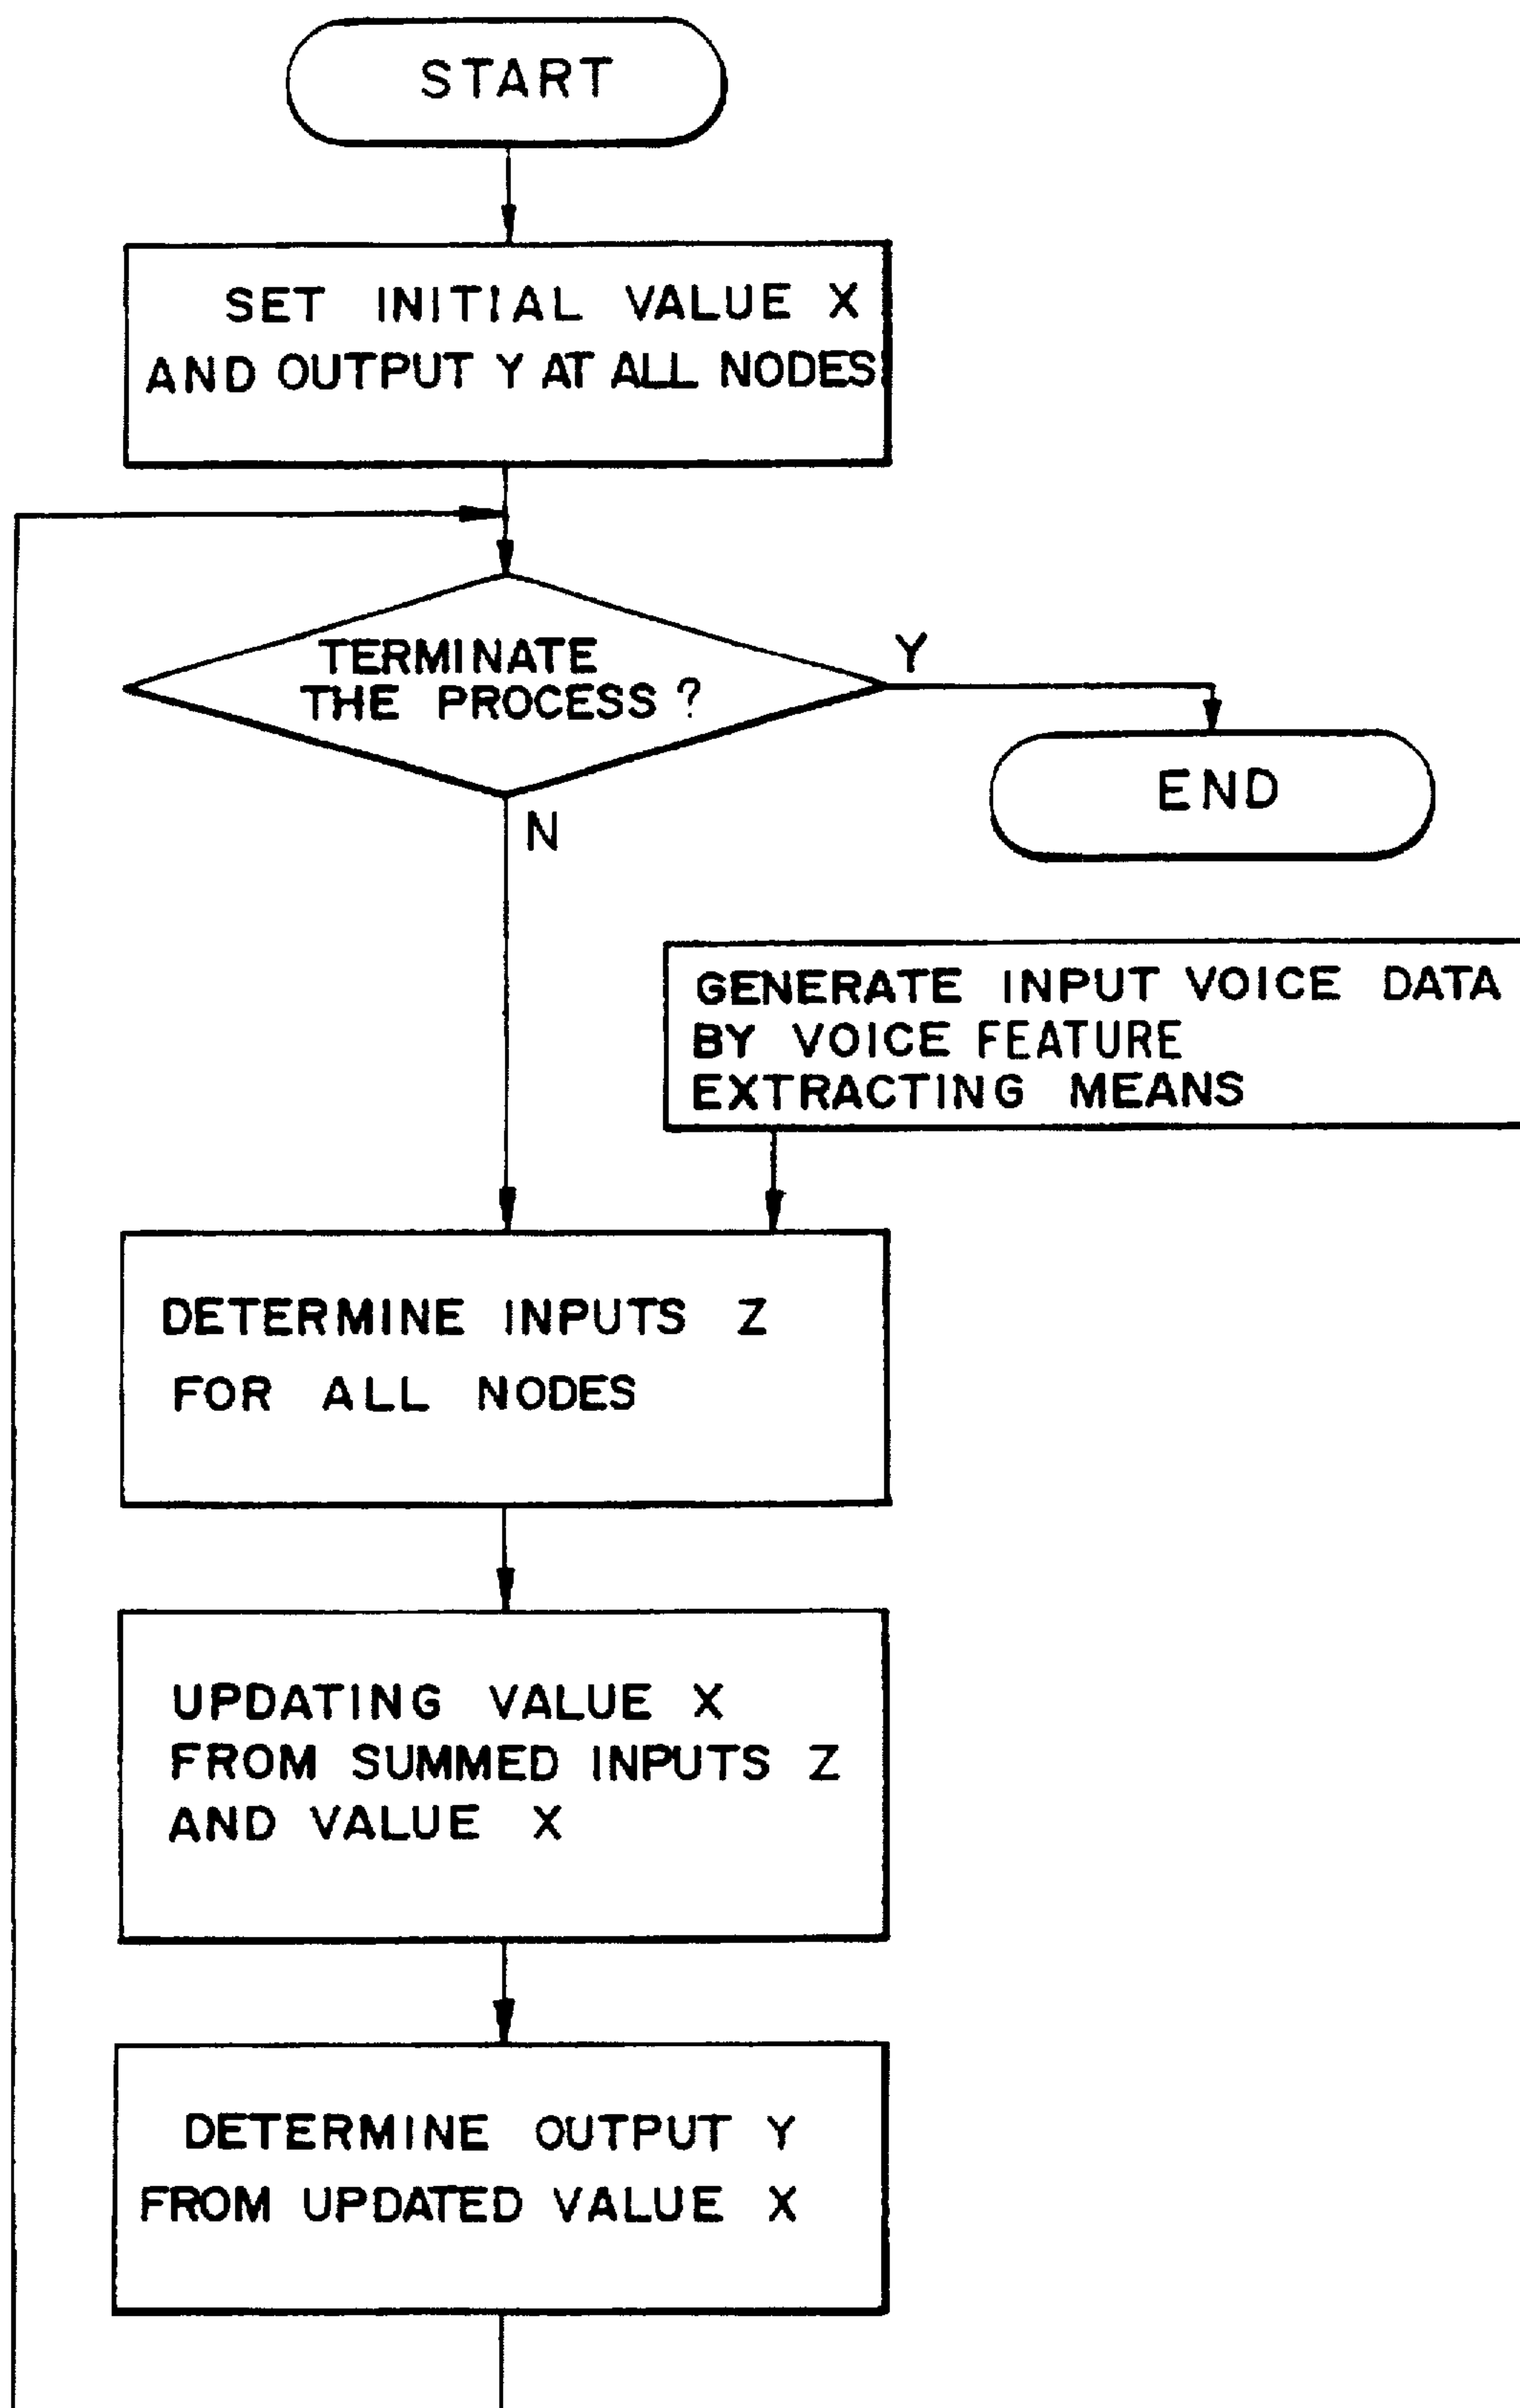 START
SET INITIAL VALUE X
AND OUTPUT Y AT ALL NODES
TERMINATE
THE PROCESS ?
Y
END
N
GENERATE INPUT VOICE DATA
BY VOICE FEATURE
EXTRACTING MEANS
DETERMINE INPUTS Z
FOR ALL NODES
UPDATING VALUE X
FROM SUMMED INPUTS Z
AND VALUE X
DETERMINE OUTPUT Y
FROM UPDATED VALUE X